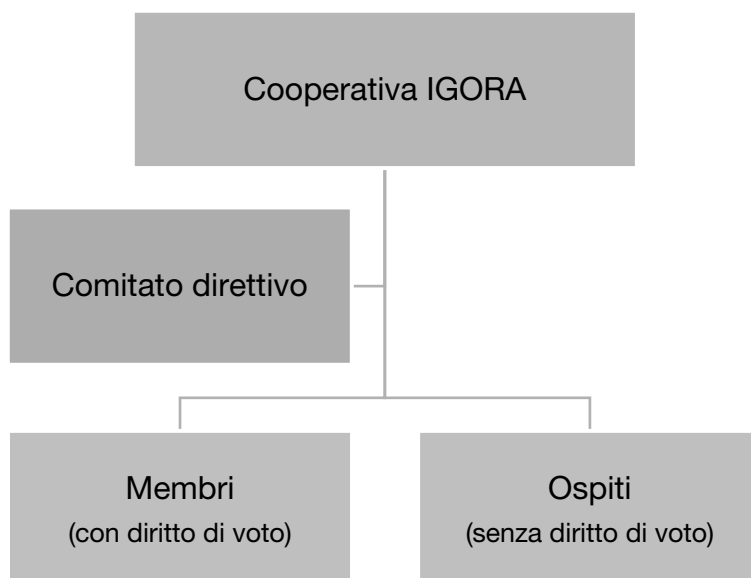 Cooperativa IGORA
Comitato direttivo
Membri
(con diritto di voto)
Ospiti
(senza diritto di voto)